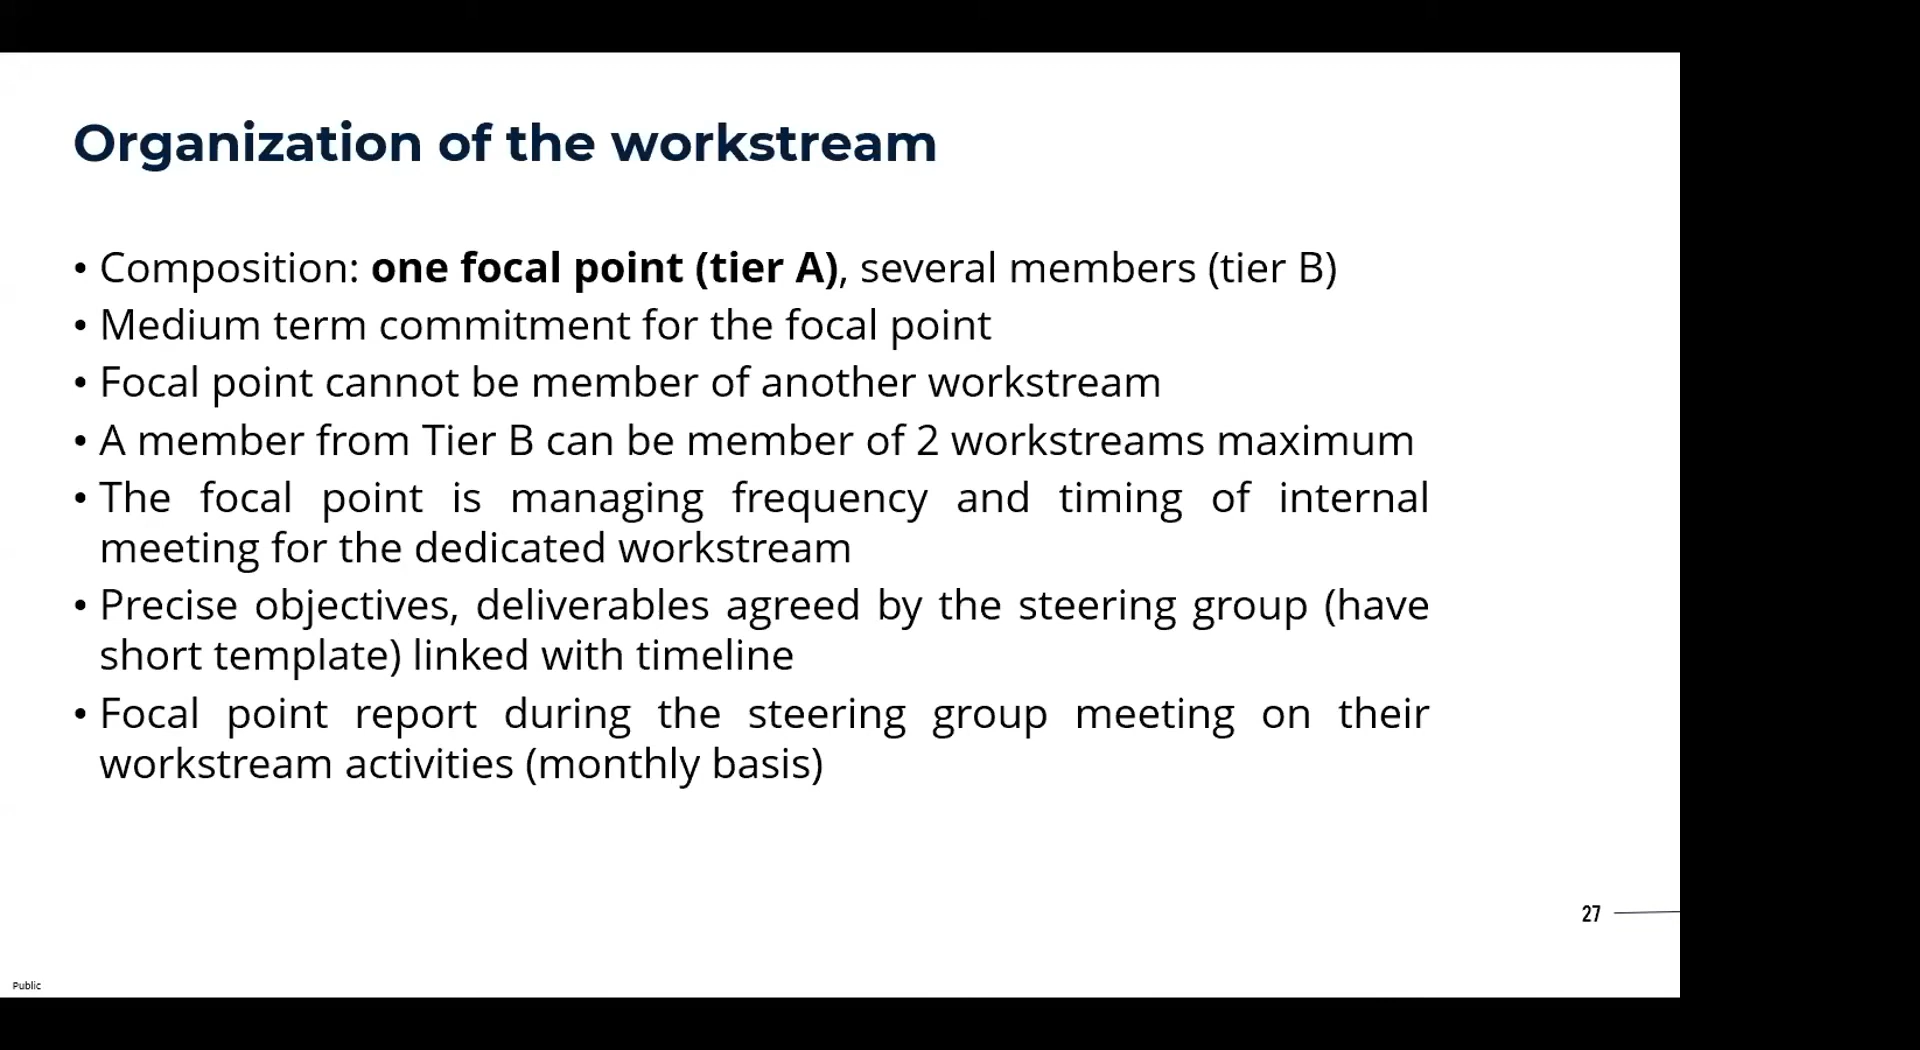 Organization of the workstream
• Composition: one focal point (tier A), several members (tier B)
• Medium term commitment for the focal point
• Focal point cannot be member of another workstream
• A member from Tier B can be member of 2 workstreams maximum
• The focal point is managing frequency and timing of internal
meeting for the dedicated workstream
• Precise objectives, deliverables agreed by the steering group (have
short template) linked with timeline
• Focal point report during the steering group meeting on their
workstream activities (monthly basis)
27
Public